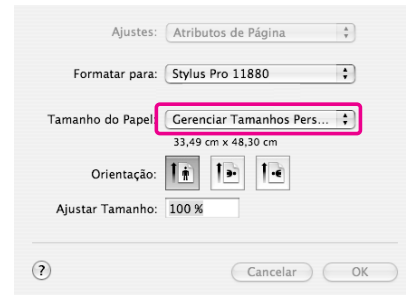 Ajustes: Atributos de Página
Formatar para: Stylus Pro 11880
Tamanho do Papel: Gerenciar Tamanhos Pers...
33,49 cm x 48,30 cm
Orientação:
Ajustar Tamanho: 100 %
? Cancelar OK